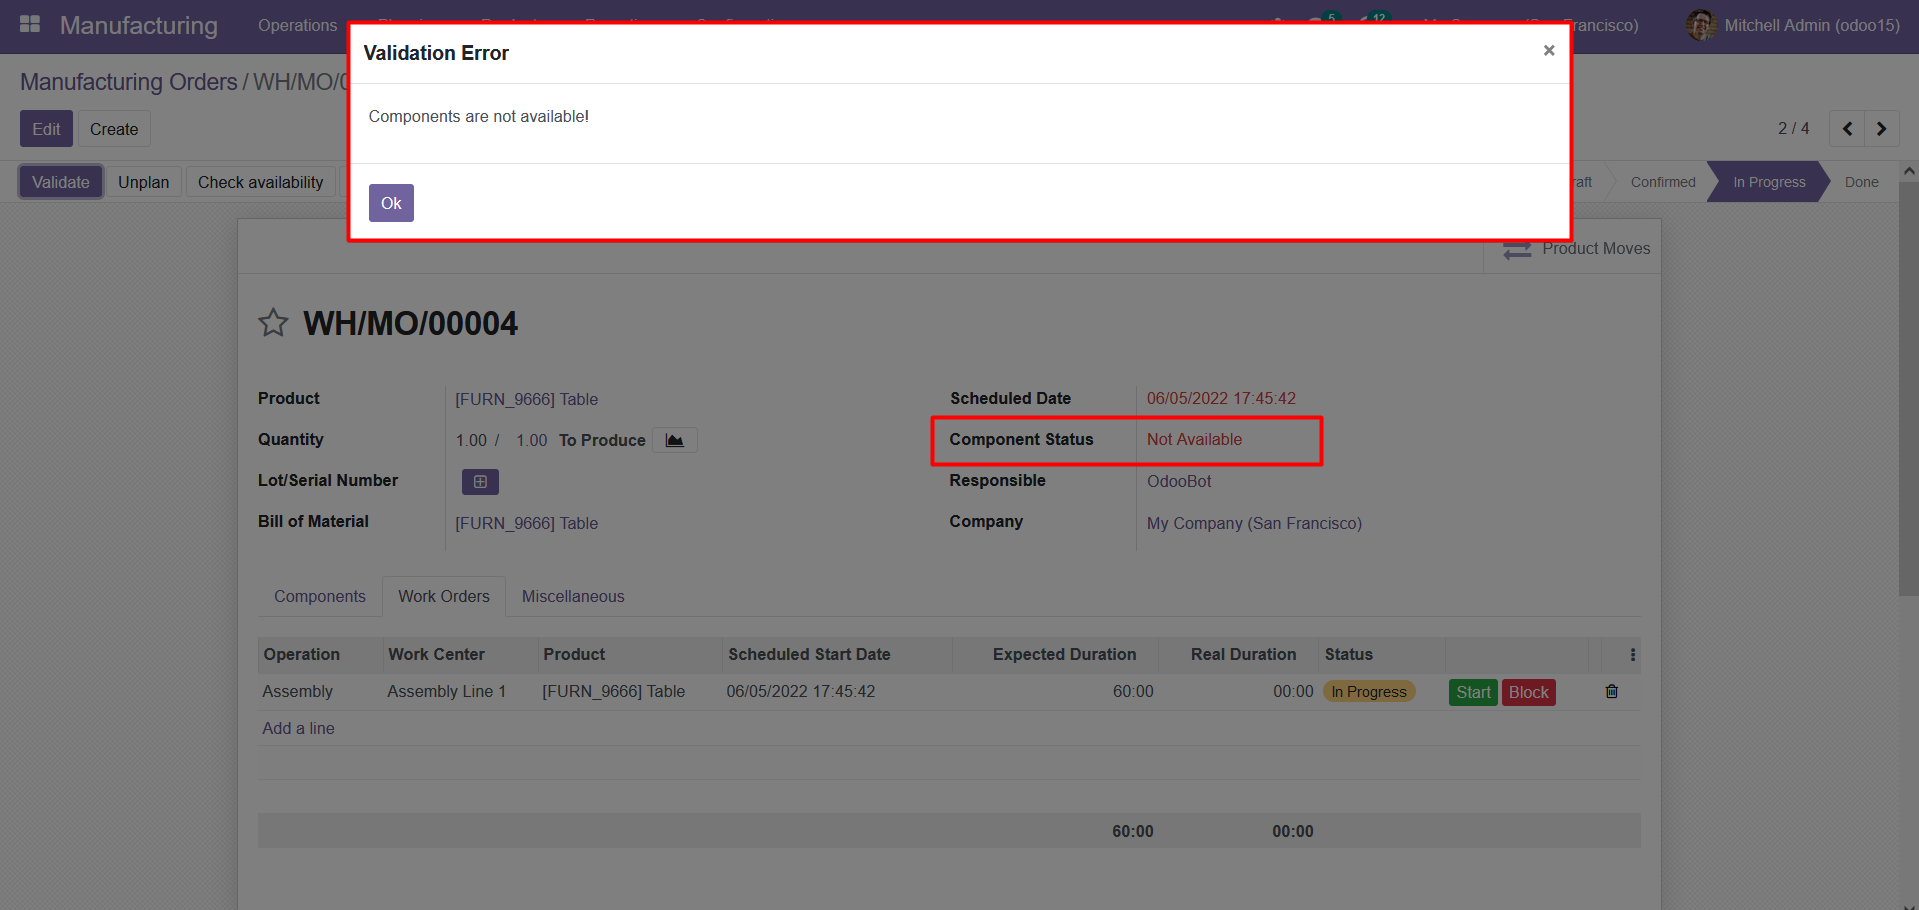 Manufacturing
Operations
5
12
Mitchell Admin (odoo15)
Validation Error
×
Components are not available!
Ok
Manufacturing Orders / WH/MO/
Edit
Create
2 / 4
Validate
Unplan
Check availability
Confirmed
In Progress
Done
Product Moves
WH/MO/00004
Product
[FURN_9666] Table
Scheduled Date
06/05/2022 17:45:42
Quantity
1.00 / 1.00 To Produce
Component Status
Not Available
Lot/Serial Number
Responsible
OdooBot
Bill of Material
[FURN_9666] Table
Company
My Company (San Francisco)
Components
Work Orders
Miscellaneous
Operation Work Center Product Scheduled Start Date Expected Duration Real Duration Status
Assembly Assembly Line 1 [FURN_9666] Table 06/05/2022 17:45:42 60:00 00:00 In Progress Start Block
Add a line
60:00 00:00